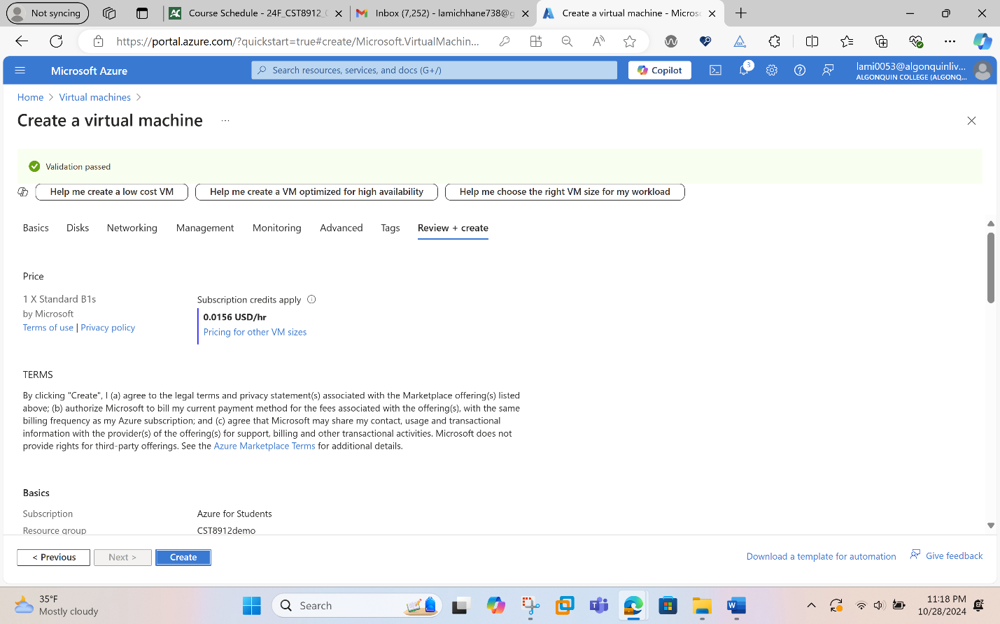 Not syncing
Course Schedule - 24F_CST8912_
Inbox (7,252) - lamichhane738@g
Create a virtual machine - Micros
https://portal.azure.com/?quickstart=true#create/Microsoft.VirtualMachin...
Microsoft Azure
Search resources, services, and docs (G+/)
Copilot
3
lami0053@algonquinliv...
ALGONQUIN COLLEGE (ALGONQ...
Home > Virtual machines >
Create a virtual machine ...
Validation passed
Help me create a low cost VM
Help me create a VM optimized for high availability
Help me choose the right VM size for my workload
Basics Disks Networking Management Monitoring Advanced Tags Review + create
Price
1 X Standard B1s
by Microsoft
Terms of use | Privacy policy
Subscription credits apply
0.0156 USD/hr
Pricing for other VM sizes
TERMS
By clicking "Create", I (a) agree to the legal terms and privacy statement(s) associated with the Marketplace offering(s) listed
above; (b) authorize Microsoft to bill my current payment method for the fees associated with the offering(s), with the same
billing frequency as my Azure subscription; and (c) agree that Microsoft may share my contact, usage and transactional
information with the provider(s) of the offering(s) for support, billing and other transactional activities. Microsoft does not
provide rights for third-party offerings. See the Azure Marketplace Terms for additional details.
Basics
Subscription Azure for Students
Resource group CST8912demo
< Previous
Next >
Create
Download a template for automation
Give feedback
35°F
Mostly cloudy
Search
11:18 PM
10/28/2024